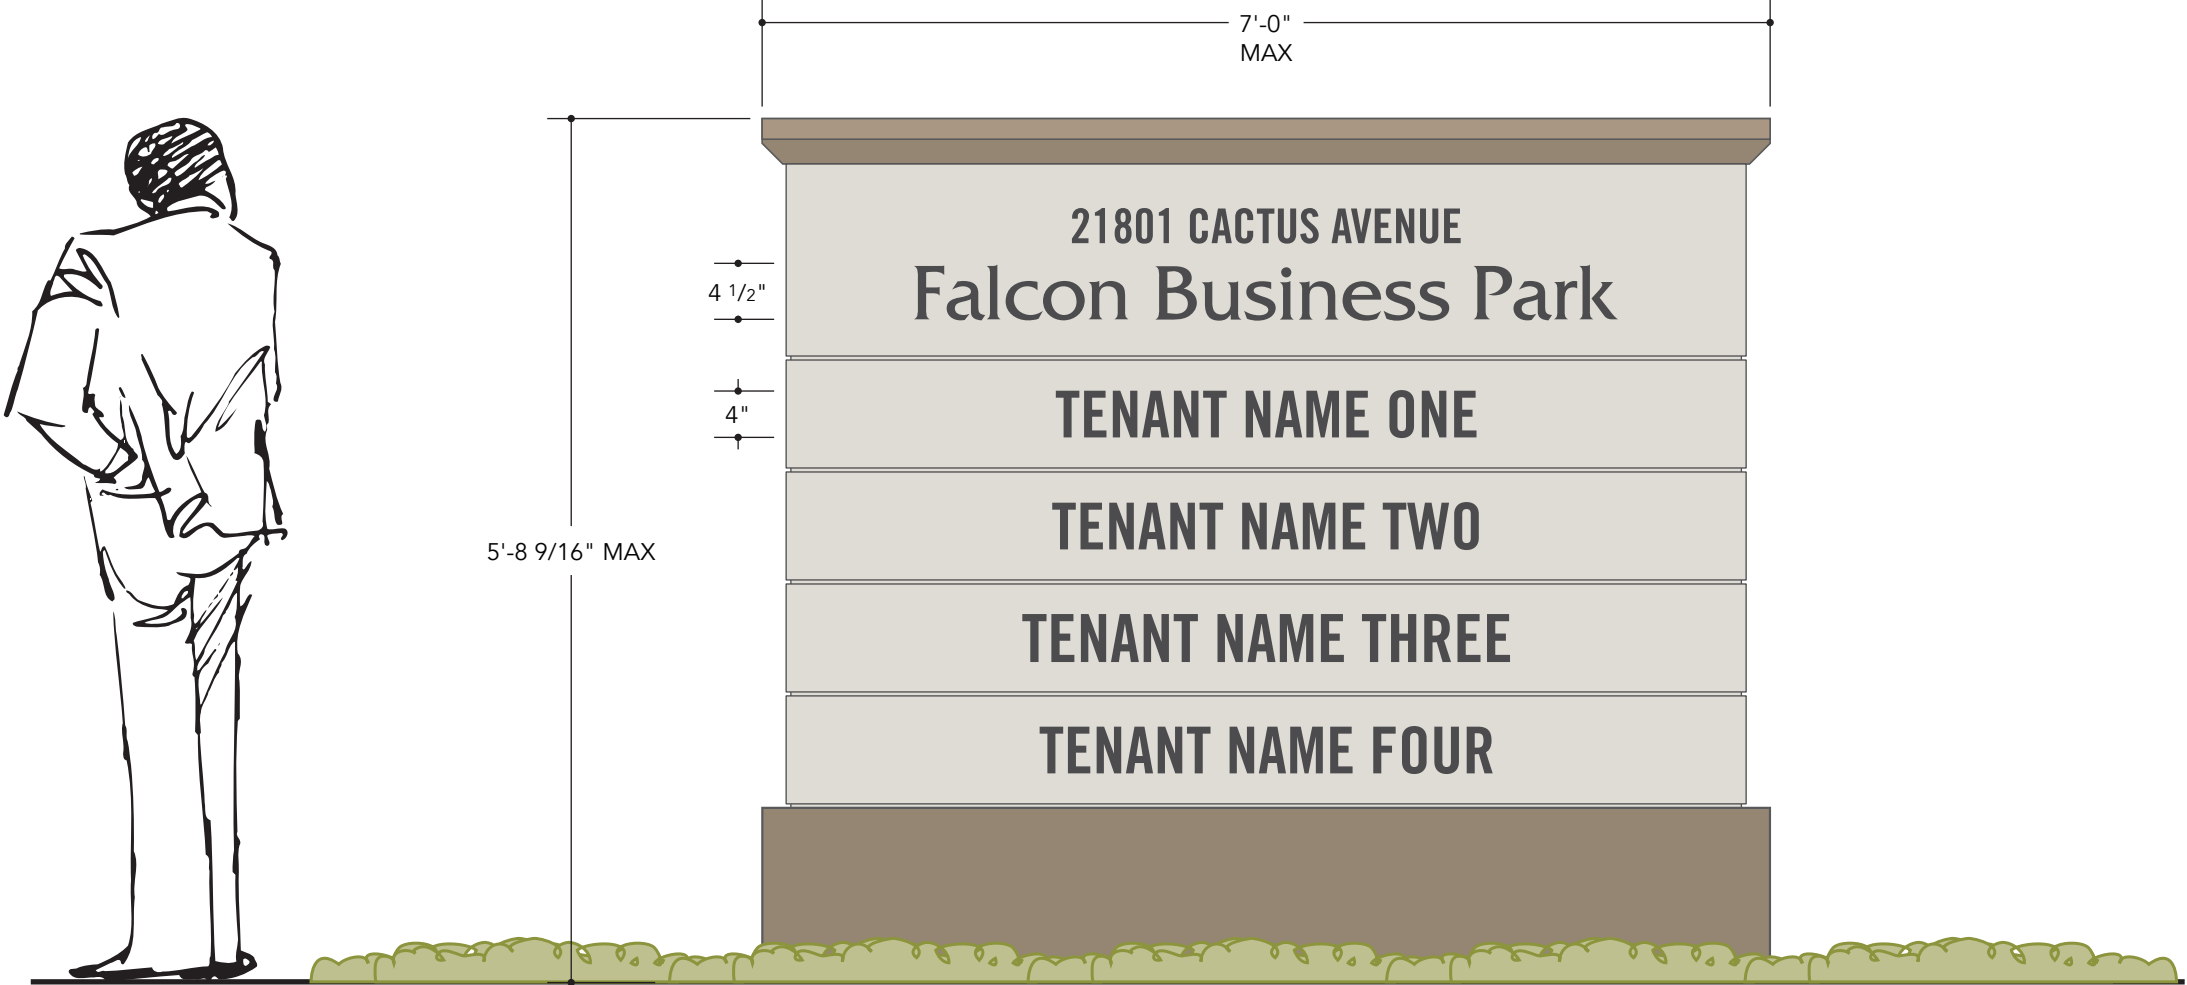 7'-0"
MAX
21801 CACTUS AVENUE
4 1/2"
Falcon Business Park
4"
TENANT NAME ONE
TENANT NAME TWO
5'-8 9/16" MAX
TENANT NAME THREE
TENANT NAME FOUR